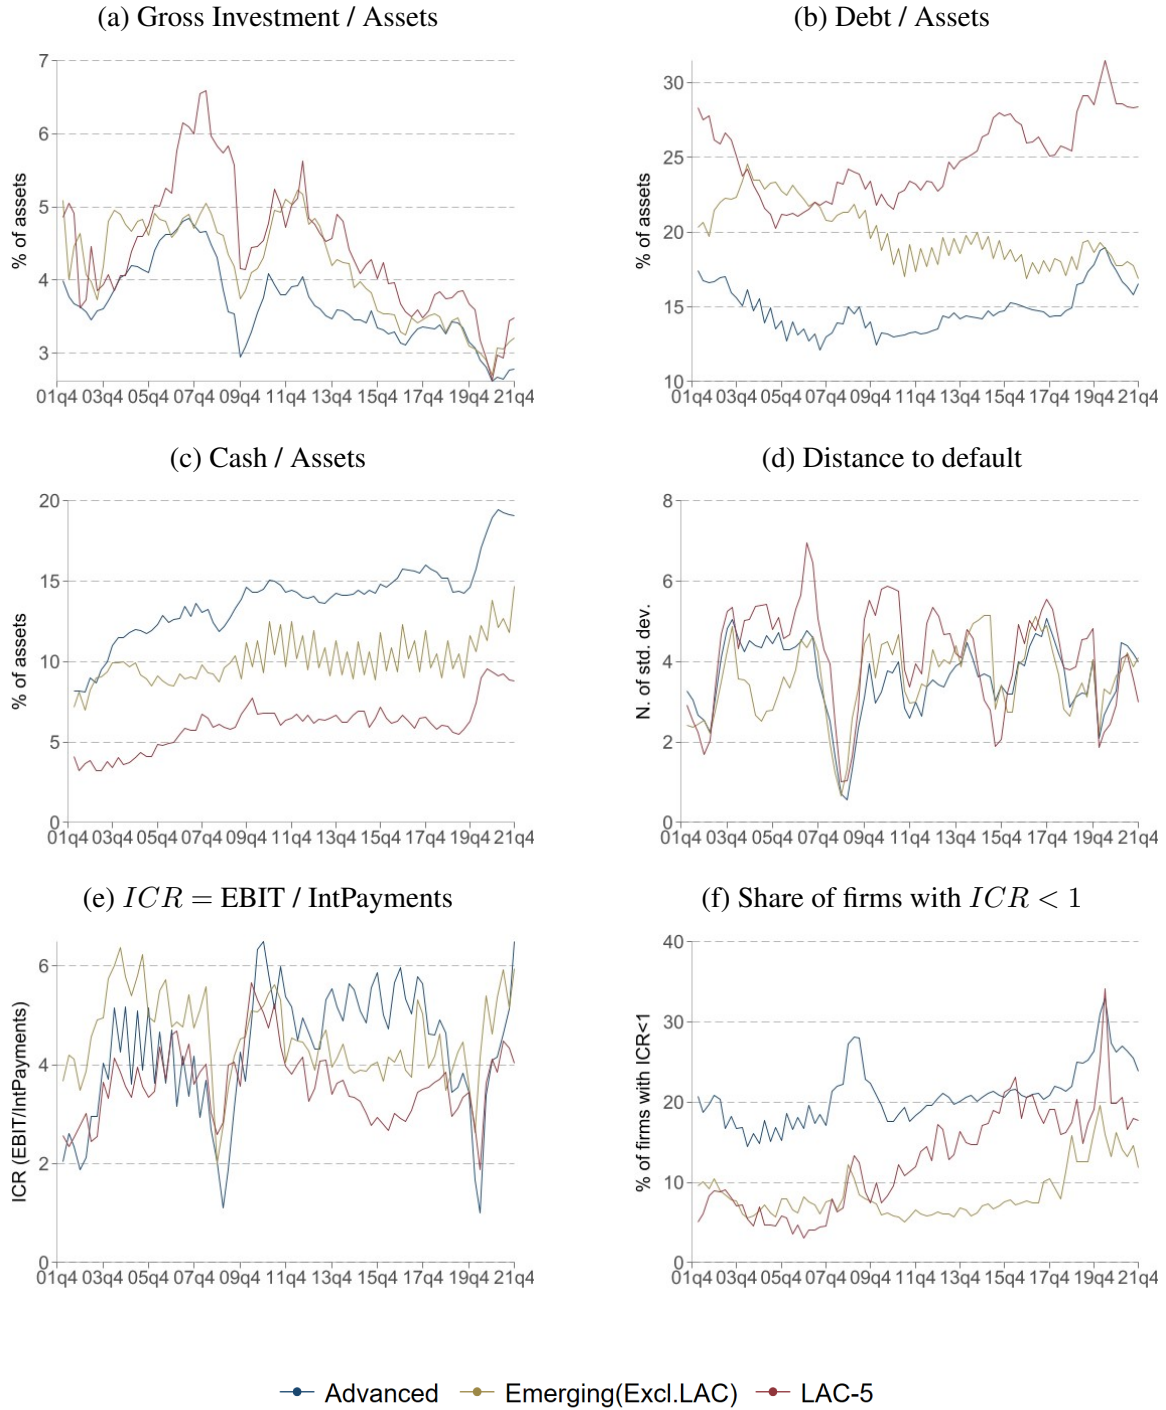 (a) Gross Investment / Assets
% of assets
7
6
5
4
3
01q4 03q4 05q4 07q4 09q4 11q4 13q4 15q4 17q4 19q4 21q4
(b) Debt / Assets
% of assets
30
25
20
15
10
01q4 03q4 05q4 07q4 09q4 11q4 13q4 15q4 17q4 19q4 21q4
(c) Cash / Assets
% of assets
20
15
10
5
0
01q4 03q4 05q4 07q4 09q4 11q4 13q4 15q4 17q4 19q4 21q4
(d) Distance to default
N. of std. dev.
8
6
4
2
0
01q4 03q4 05q4 07q4 09q4 11q4 13q4 15q4 17q4 19q4 21q4
(e) ICR = EBIT / IntPayments
ICR (EBIT/IntPayments)
6
4
2
0
01q4 03q4 05q4 07q4 09q4 11q4 13q4 15q4 17q4 19q4 21q4
(f) Share of firms with ICR < 1
% of firms with ICR<1
40
30
20
10
0
01q4 03q4 05q4 07q4 09q4 11q4 13q4 15q4 17q4 19q4 21q4
Advanced Emerging(Excl.LAC) LAC-5